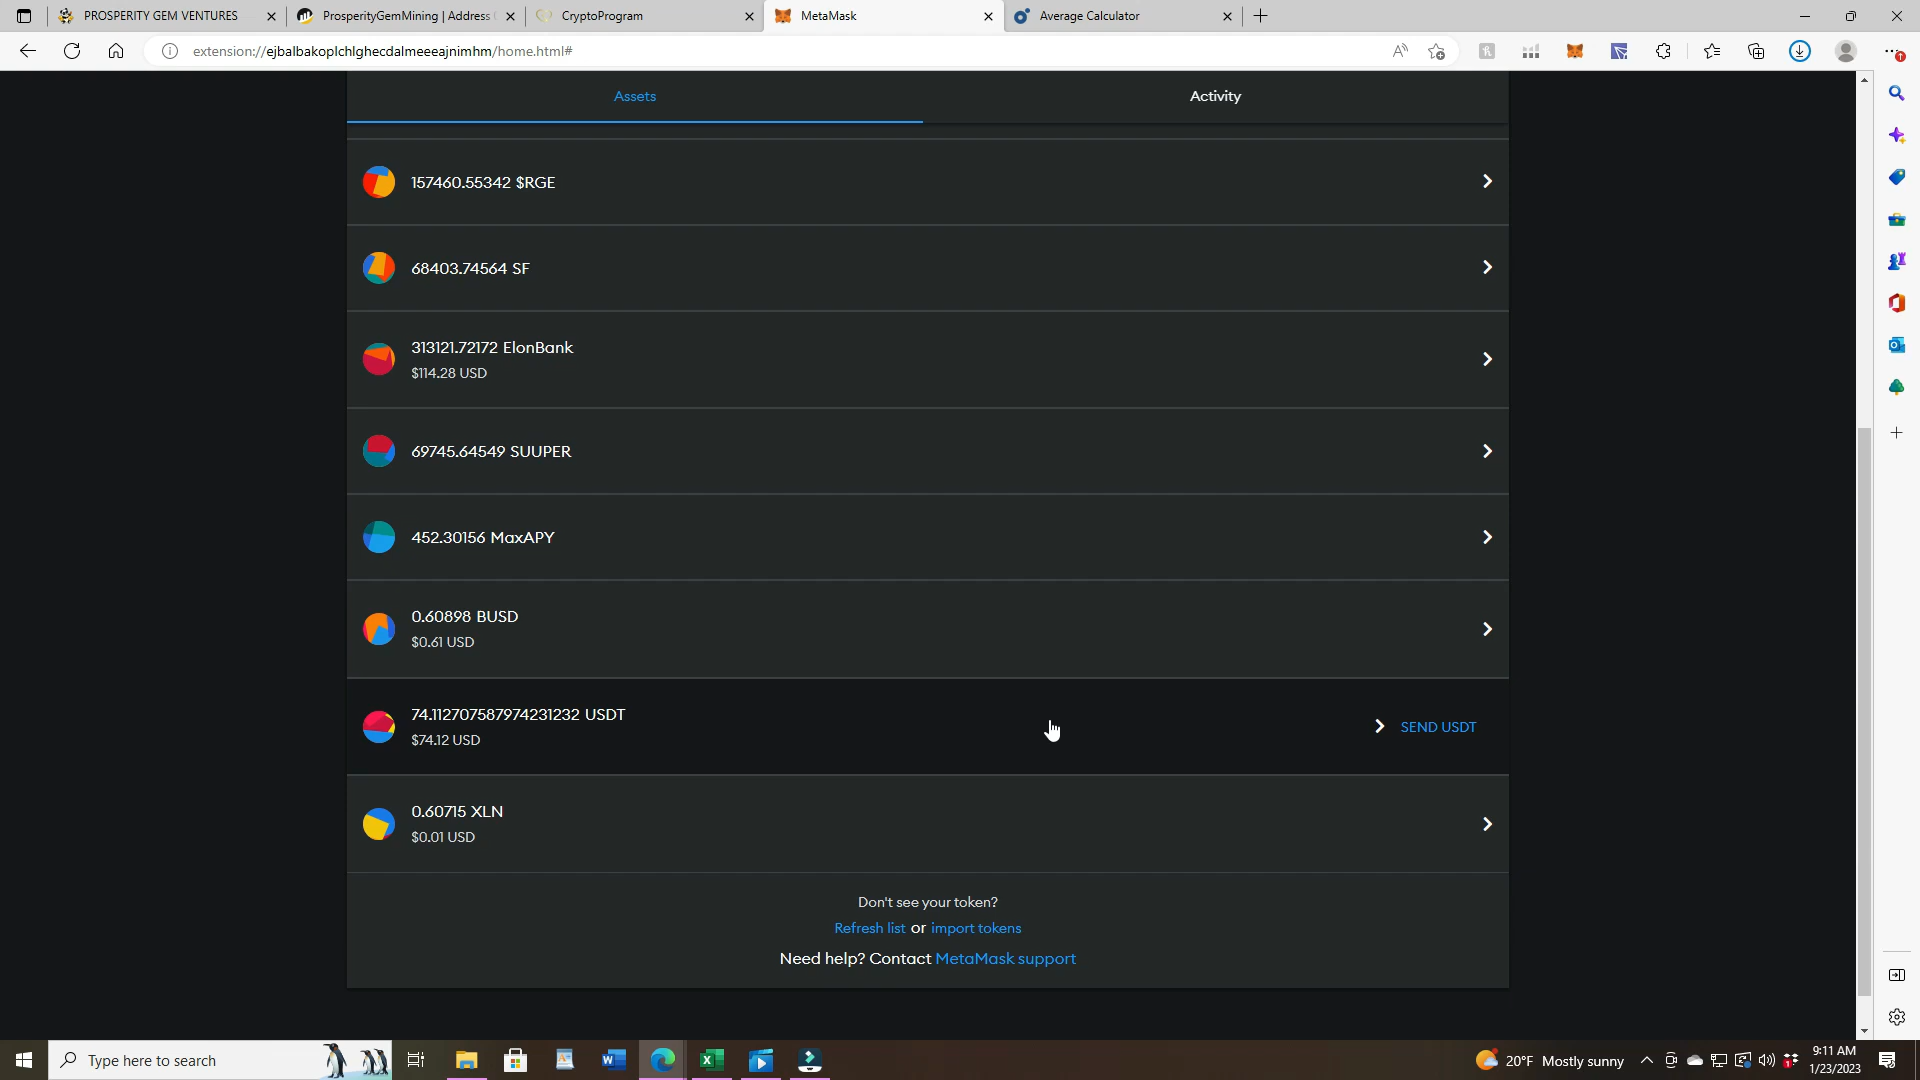 PROSPERITY GEM VENTURES
ProsperityGemMining | Address
CryptoProgram
MetaMask
Average Calculator
extension://ejbalbakoplchlghecdalmeeeajnimhm/home.html#
Assets
Activity
157460.55342 $RGE
68403.74564 SF
313121.72172 ElonBank
$114.28 USD
69745.64549 SUUPER
452.30156 MaxAPY
0.60898 BUSD
$0.61 USD
74.112707587974231232 USDT
$74.12 USD
SEND USDT
0.60715 XLN
$0.01 USD
Don't see your token?
Refresh list or import tokens
Need help? Contact MetaMask support
Type here to search
20°F Mostly sunny
9:11 AM
1/23/2023